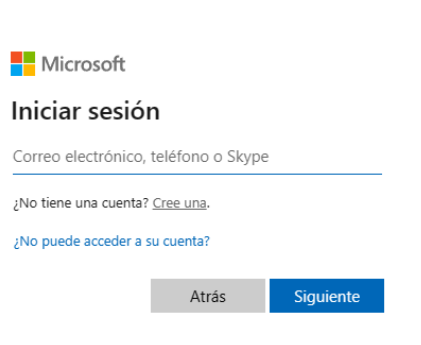 Microsoft
Iniciar sesión
Correo electrónico, teléfono o Skype
¿No tiene una cuenta? Cree una.
¿No puede acceder a su cuenta?
Atrás Siguiente